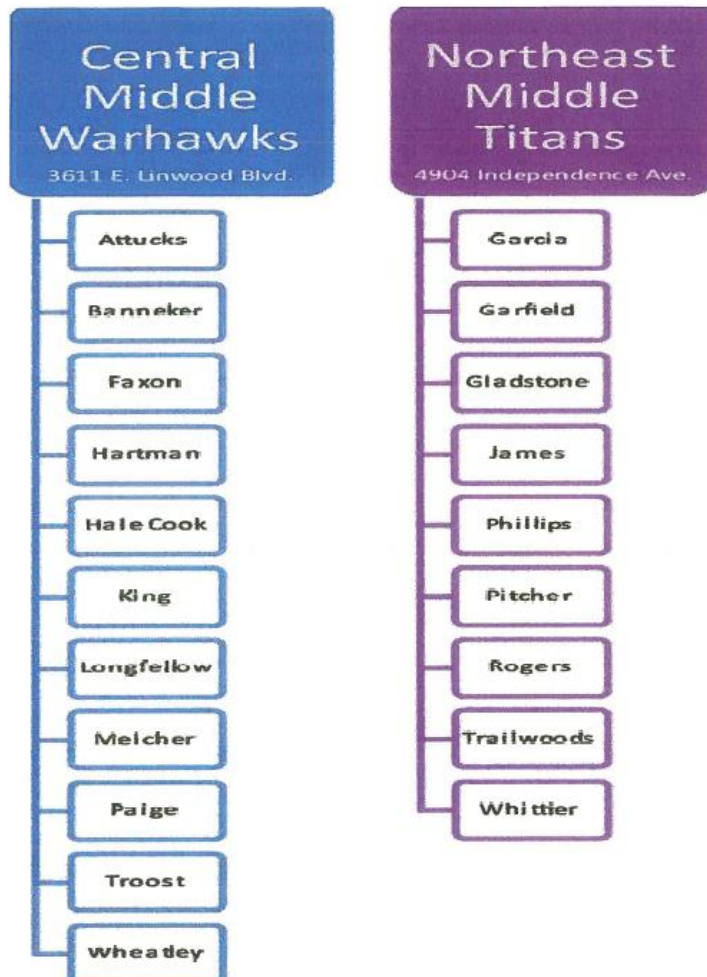 Central
Middle
Warhawks
3611 E. Linwood Blvd.
Attucks
Banneker
Faxon
Hartman
Hale Cook
King
Longfellow
Melcher
Paige
Troost
Wheatley
Northeast
Middle
Titans
4904 Independence Ave.
Garcia
Garfield
Gladstone
James
Phillips
Pitcher
Rogers
Trailwoods
Whittier